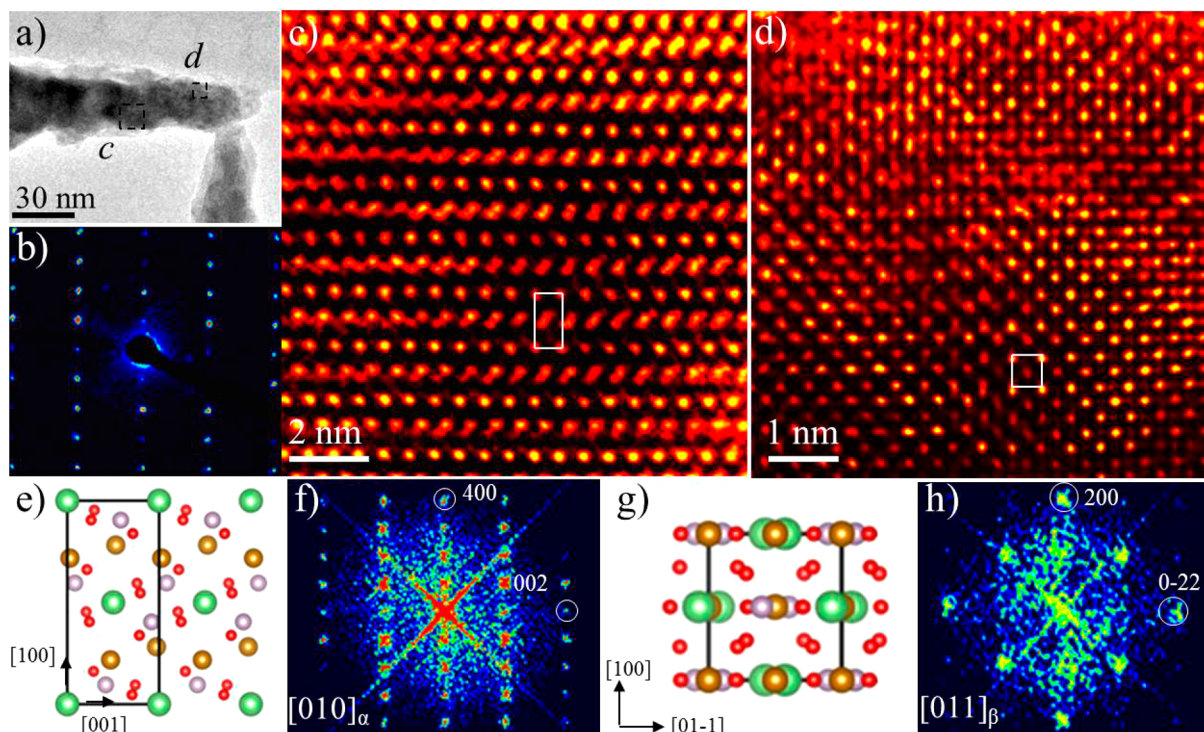 a)
d
c
30 nm
b)
c)
2 nm
d)
1 nm
e)
[100]
[001]
f)
400
002
[010]α
g)
[100]
[01-1]
h)
200
0-22
[011]β